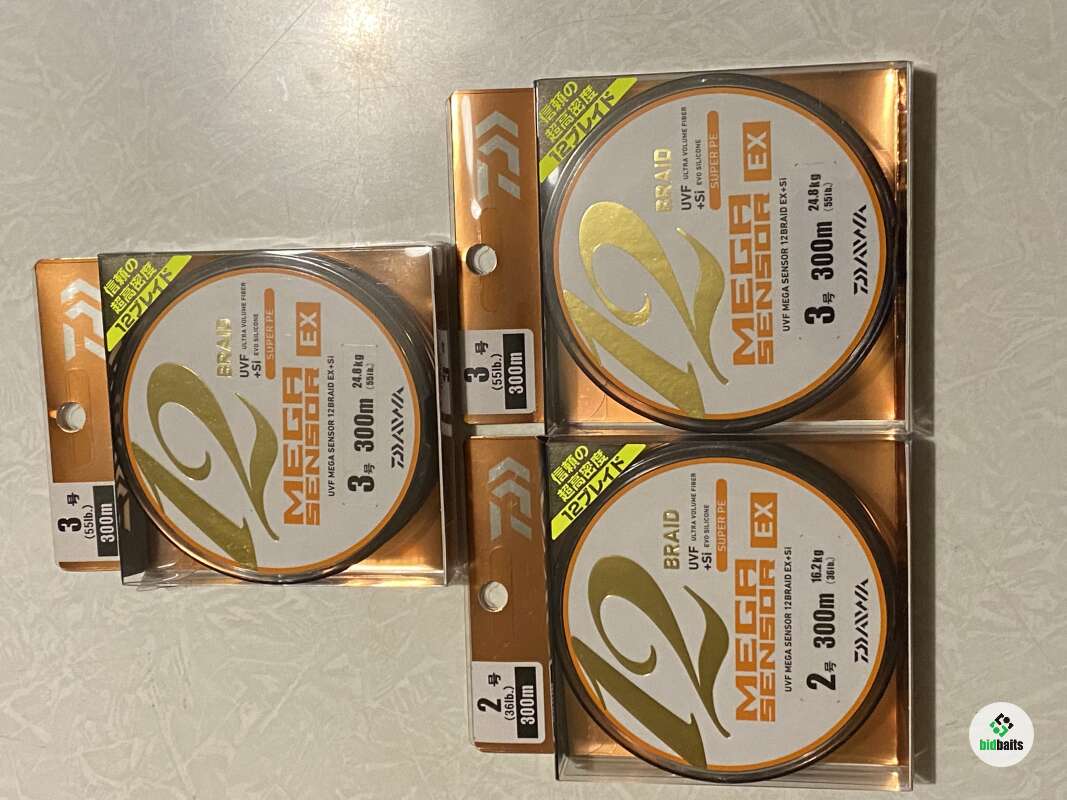 信頼の
超高密度
12ブレイド
12
BRAID
UVF ULTRA VOLUME FIBER
+Si EVO SILICONE
SUPER PE
MEGA
SENSOR EX
UVF MEGA SENSOR 12BRAID EX+Si
3号 300m 24.8kg
(55lb.)
DAIWA
3号
(55lb.)
300m
信頼の
超高密度
12ブレイド
12
BRAID
UVF ULTRA VOLUME FIBER
+Si EVO SILICONE
SUPER PE
MEGA
SENSOR EX
UVF MEGA SENSOR 12BRAID EX+Si
3号 300m 24.8kg
(55lb.)
DAIWA
3号
(55lb.)
300m
信頼の
超高密度
12ブレイド
12
BRAID
UVF ULTRA VOLUME FIBER
+Si EVO SILICONE
SUPER PE
MEGA
SENSOR EX
UVF MEGA SENSOR 12BRAID EX+Si
2号 300m 16.2kg
(36lb.)
DAIWA
2号
(36lb.)
300m
bidbaits